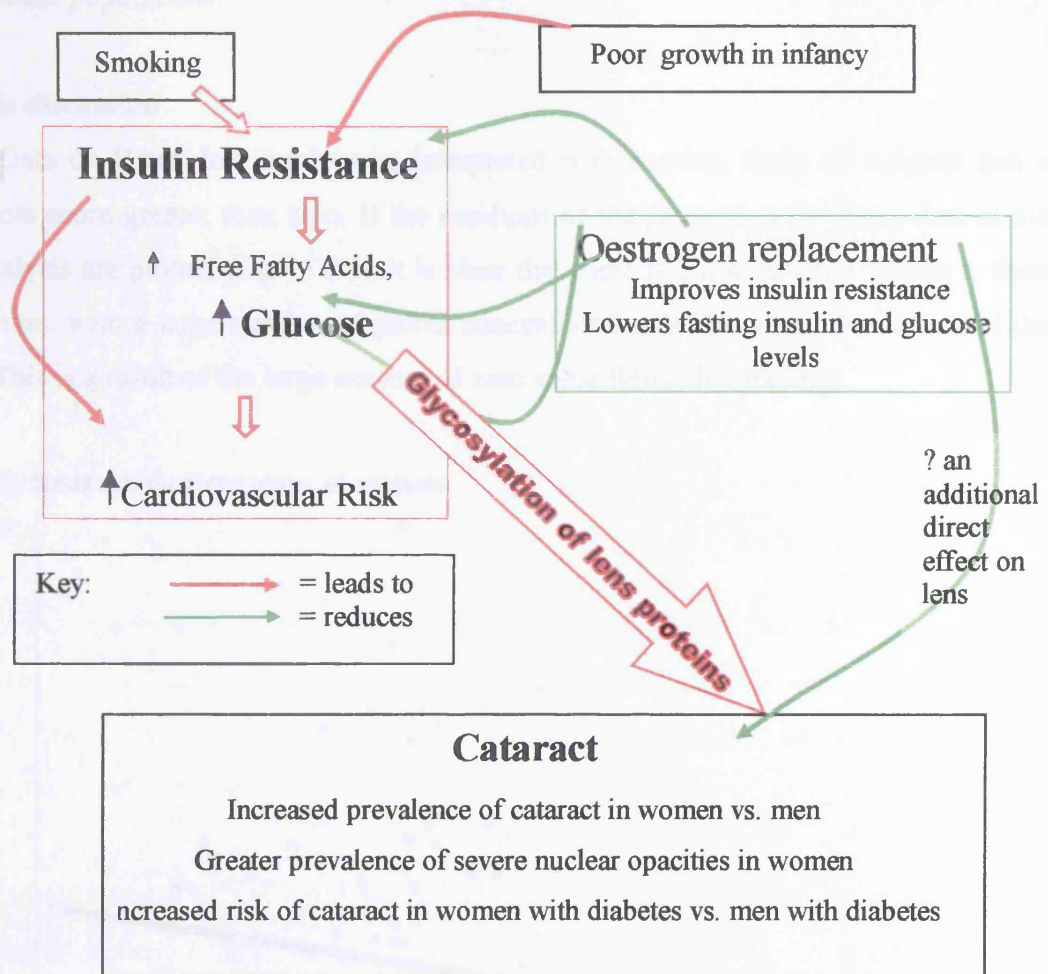 Smoking
Poor growth in infancy
Insulin Resistance
Free Fatty Acids,
Glucose
Cardiovascular Risk
Oestrogen replacement
Improves insulin resistance
Lowers fasting insulin and glucose
levels
Glycosylation of lens proteins
? an
additional
direct
effect on
lens
Key:
= leads to
= reduces
Cataract
Increased prevalence of cataract in women vs. men
Greater prevalence of severe nuclear opacities in women
ncreased risk of cataract in women with diabetes vs. men with diabetes